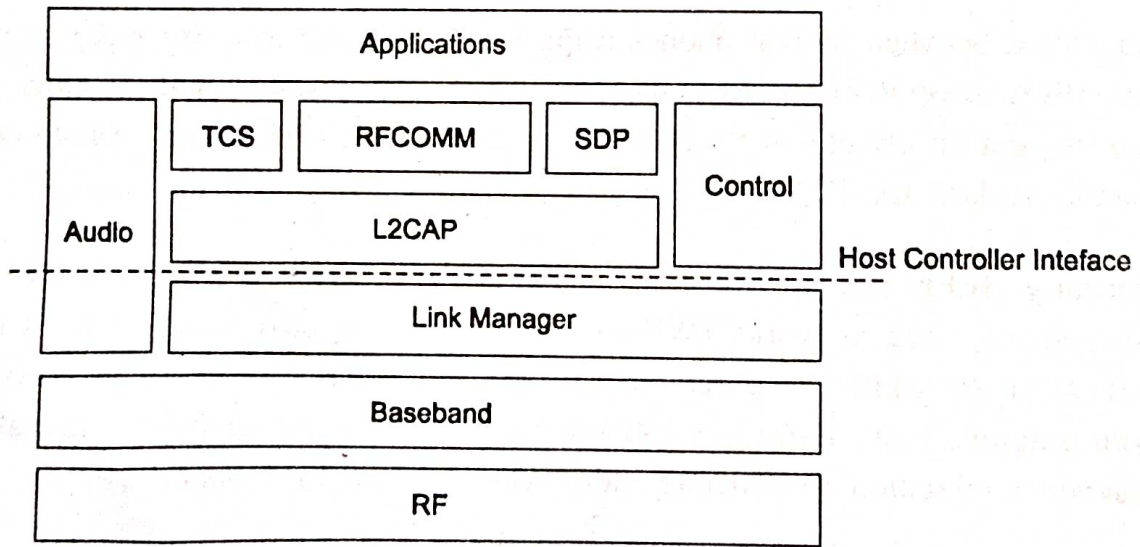 Applications
TCS
RFCOMM
SDP
Control
Audio
L2CAP
Host Controller Inteface
Link Manager
Baseband
RF